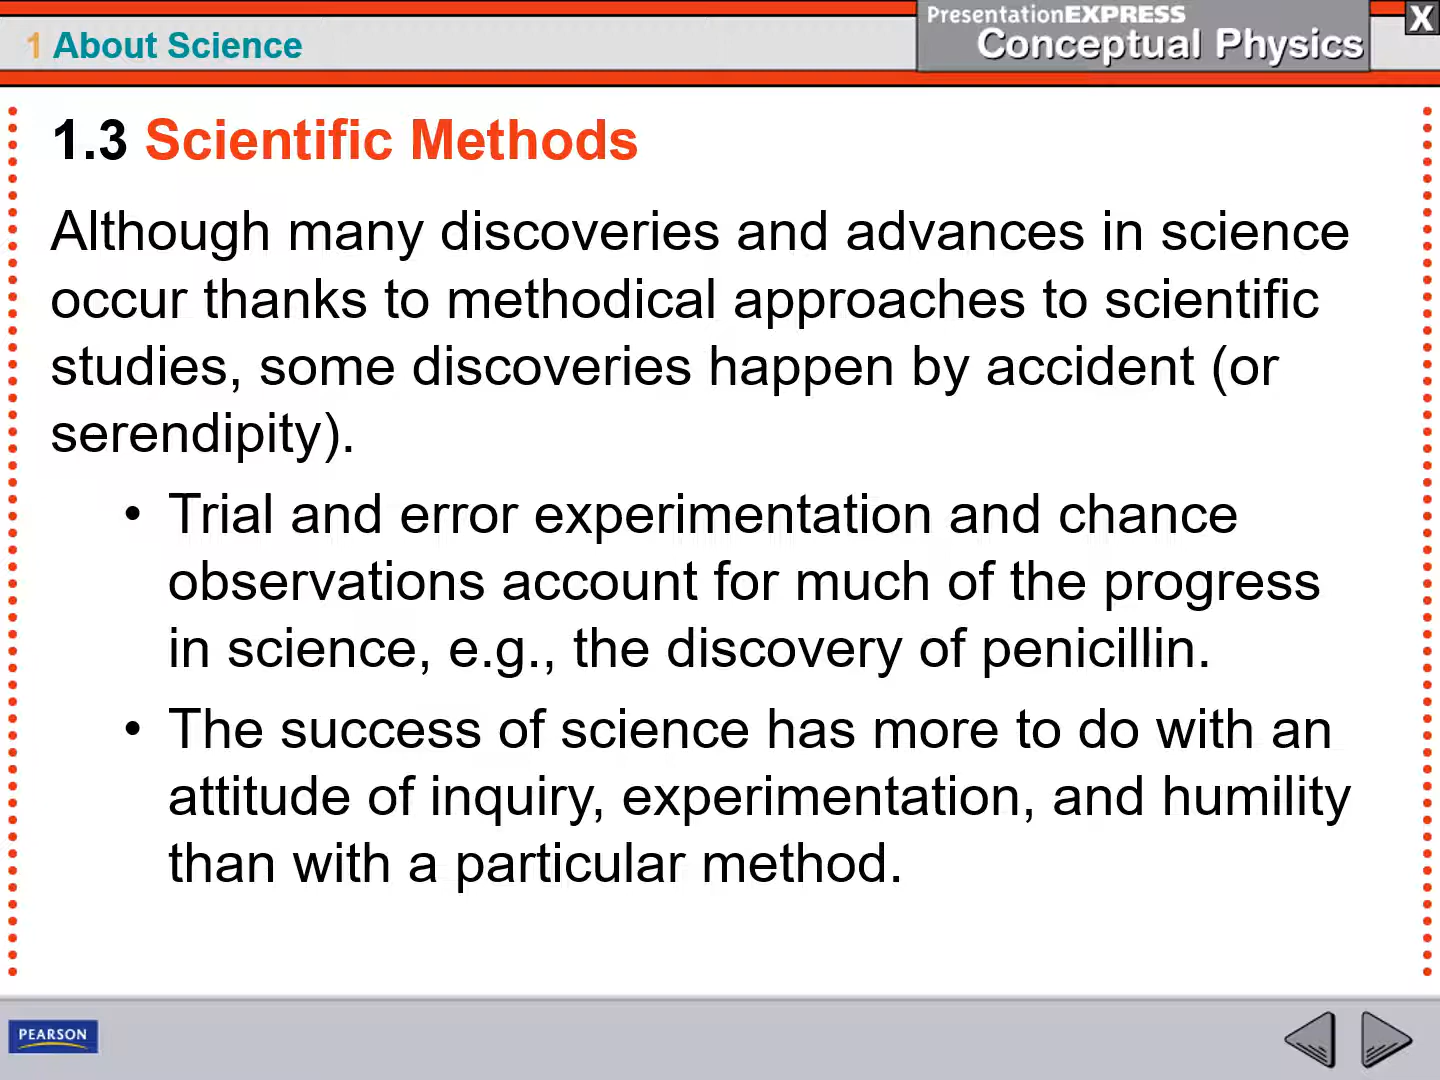 1 About Science
PresentationEXPRESS
Conceptual Physics
X
1.3 Scientific Methods
Although many discoveries and advances in science
occur thanks to methodical approaches to scientific
studies, some discoveries happen by accident (or
serendipity).
• Trial and error experimentation and chance
observations account for much of the progress
in science, e.g., the discovery of penicillin.
• The success of science has more to do with an
attitude of inquiry, experimentation, and humility
than with a particular method.
PEARSON